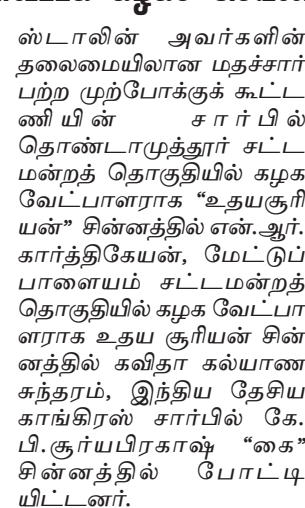 ஸ்டாலின் அவர்களின்
தலைமையிலான மதச்சார்
பற்ற முற்போக்குக் கூட்ட
ணியின் சார்பில்
தொண்டாமுத்தூர் சட்ட
மன்றத் தொகுதியில் கழக
வேட்பாளராக “உதயசூரி
யன்” சின்னத்தில் என்.ஆர்.
கார்த்திகேயன், மேட்டுப்
பாளையம் சட்டமன்றத்
தொகுதியில் கழக வேட்பா
ளராக உதய சூரியன் சின்
னத்தில் கவிதா கல்யாண
சுந்தரம், இந்திய தேசிய
காங்கிரஸ் சார்பில் கே.
பி.சூர்யபிரகாஷ் “கை”
சின்னத்தில் போட்டி
யிட்டனர்.